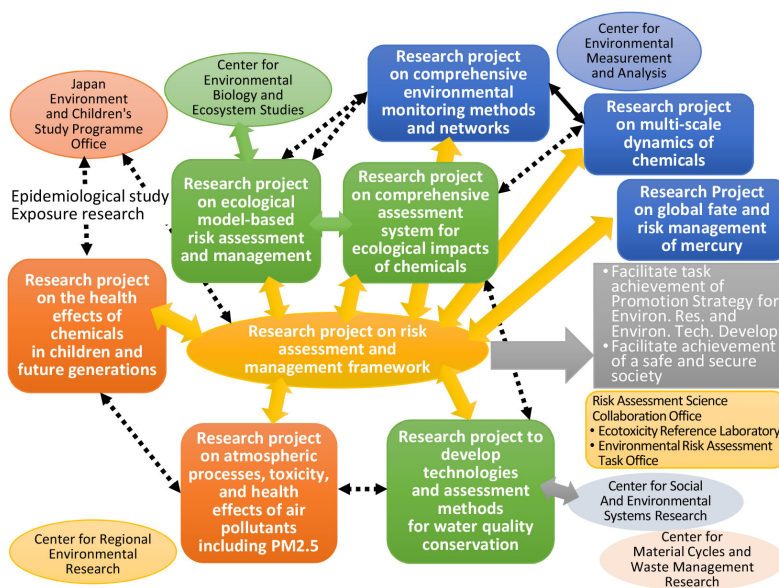 Center for
Environmental
Biology and
Ecosystem Studies
Research project
on comprehensive
environmental
monitoring methods
and networks
Center for
Environmental
Measurement
and Analysis
Japan
Environment
and Children's
Study Programme
Office
Research project
on multi-scale
dynamics of
chemicals
Epidemiological study
Exposure research
Research project
on ecological
model-based
risk assessment
and management
Research project
on comprehensive
assessment
system for
ecological impacts
of chemicals
Research Project
on global fate and
risk management
of mercury
Research project
on the health
effects of
chemicals
in children and
future generations
Research project on risk
assessment and
management framework
• Facilitate task
achievement of
Promotion Strategy for
Environ. Res. and
Environ. Tech. Develop
• Facilitate achievement
of a safe and secure
society
Risk Assessment Science
Collaboration Office
• Ecotoxicity Reference Laboratory
• Environmental Risk Assessment
Task Office
Research project
on atmospheric
processes, toxicity,
and health
effects of air
pollutants
including PM2.5
Research project to
develop
technologies
and assessment
methods
for water quality
conservation
Center for Social
And Environmental
Systems Research
Center for Regional
Environmental
Research
Center for
Material Cycles and
Waste Management
Research